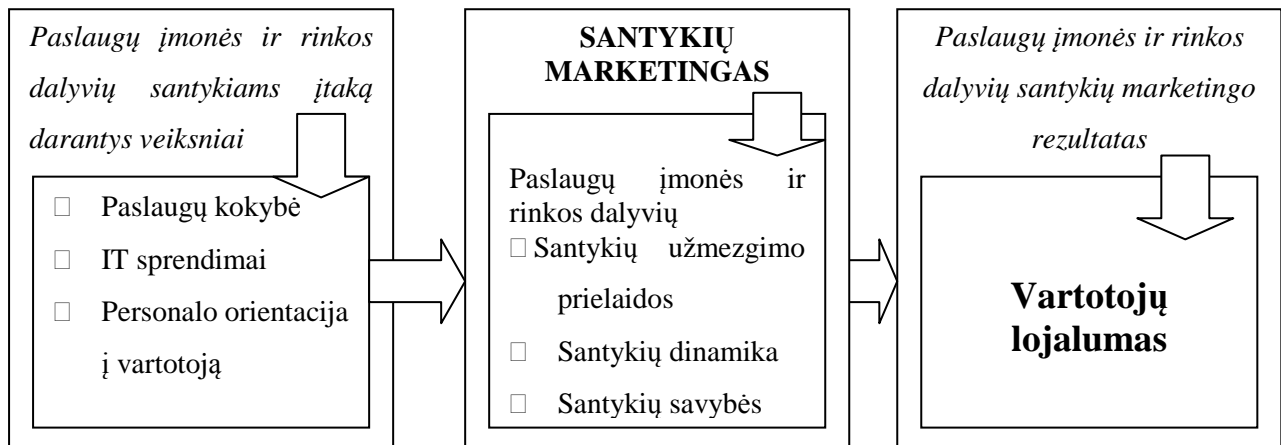 Paslaugų įmonės ir rinkos
dalyvių santykiams įtaką
darantys veiksniai
□ Paslaugų kokybė
□ IT sprendimai
□ Personalo orientacija
į vartotoją
SANTYKIŲ
MARKETINGAS
Paslaugų įmonės ir
rinkos dalyvių
□ Santykių užmezgimo
prielaidos
□ Santykių dinamika
□ Santykių savybės
Paslaugų įmonės ir rinkos
dalyvių santykių marketingo
rezultatas
Vartotojų
lojalumas